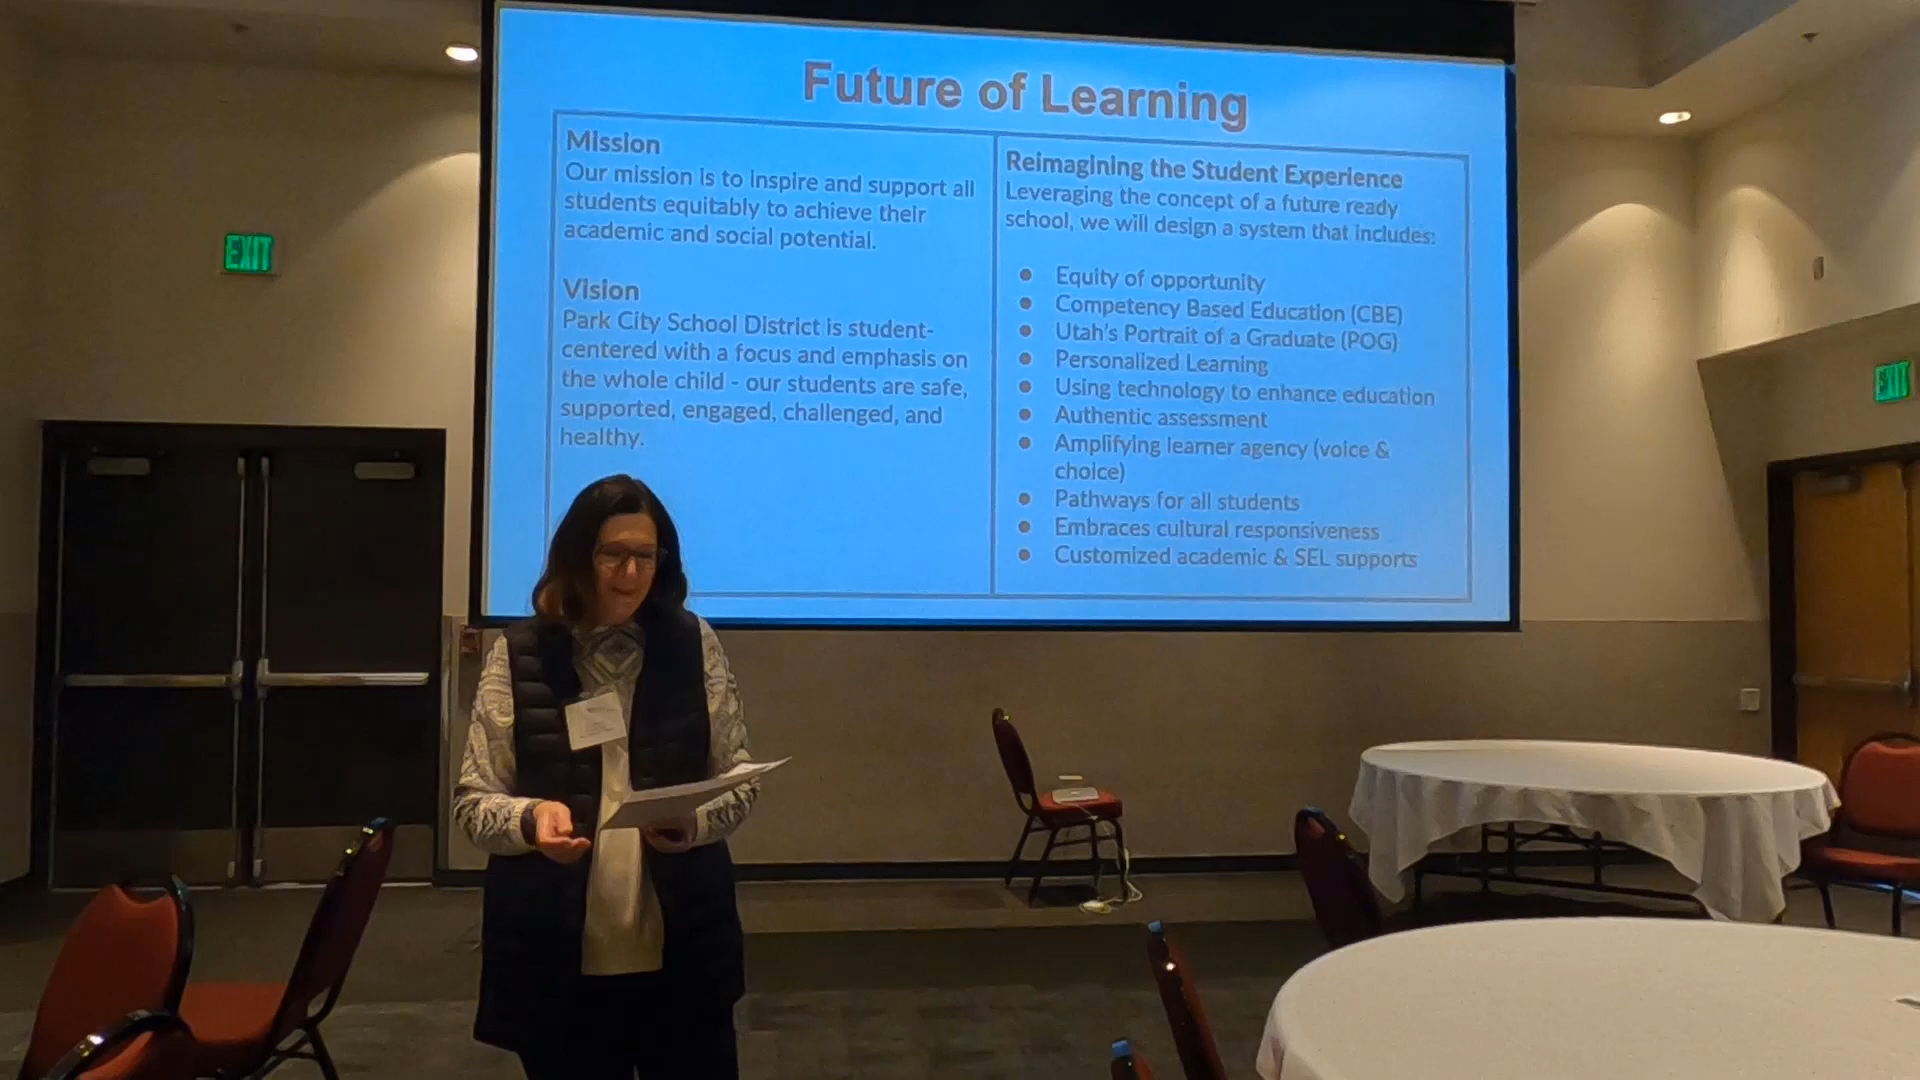 Future of Learning
Mission
Our mission is to inspire and support all
students equitably to achieve their
academic and social potential.
Vision
Park City School District is student-
centered with a focus and emphasis on
the whole child - our students are safe,
supported, engaged, challenged, and
healthy.
Reimagining the Student Experience
Leveraging the concept of a future ready
school, we will design a system that includes:
● Equity of opportunity
● Competency Based Education (CBE)
● Utah's Portrait of a Graduate (POG)
● Personalized Learning
● Using technology to enhance education
● Authentic assessment
● Amplifying learner agency (voice &
choice)
● Pathways for all students
● Embraces cultural responsiveness
● Customized academic & SEL supports
EXIT
EXIT